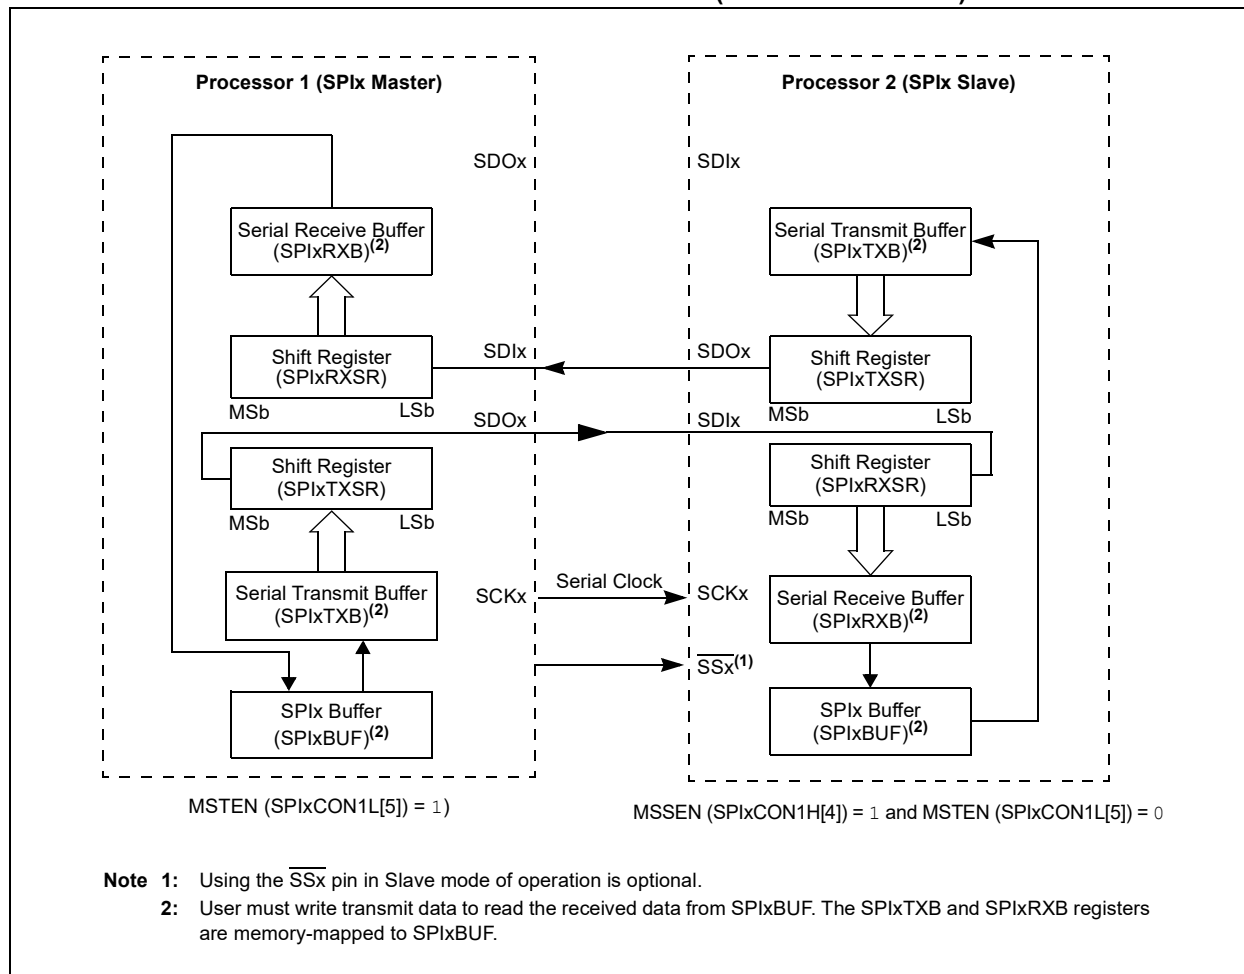 Processor 1 (SPIx Master)
Processor 2 (SPIx Slave)
SDOx
SDIx
Serial Receive Buffer
(SPIxRXB)(2)
Serial Transmit Buffer
(SPIxTXB)(2)
Shift Register
(SPIxRXSR)
SDIx
SDOx
Shift Register
(SPIxTXSR)
MSb
LSb
MSb
LSb
SDOx
SDIx
Shift Register
(SPIxTXSR)
Shift Register
(SPIxRXSR)
MSb
LSb
MSb
LSb
Serial Transmit Buffer
(SPIxTXB)(2)
SCKx
Serial Clock
SCKx
Serial Receive Buffer
(SPIxRXB)(2)
SSx(1)
SPIx Buffer
(SPIxBUF)(2)
SPIx Buffer
(SPIxBUF)(2)
MSTEN (SPIxCON1L[5]) = 1)
MSSEN (SPIxCON1H[4]) = 1 and MSTEN (SPIxCON1L[5]) = 0
Note 1: Using the SSx pin in Slave mode of operation is optional.
2: User must write transmit data to read the received data from SPIxBUF. The SPIxTXB and SPIxRXB registers
are memory-mapped to SPIxBUF.